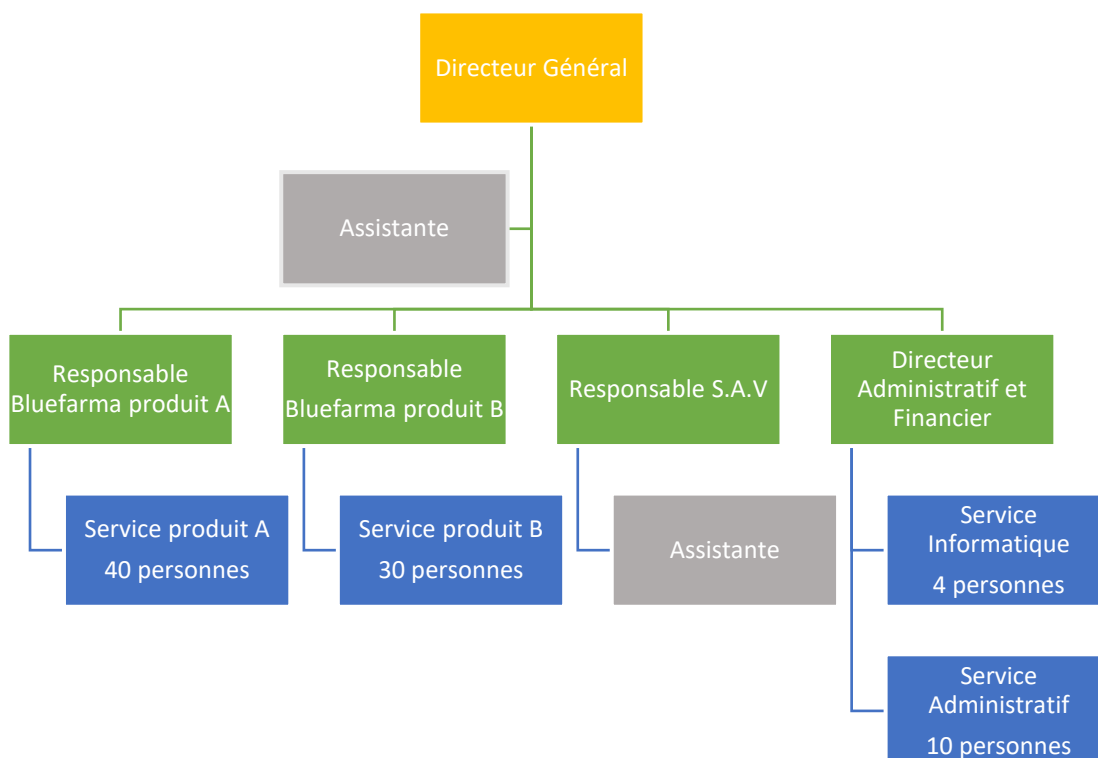 Directeur Général
Assistante
Responsable
Bluefarma produit A
Responsable
Bluefarma produit B
Responsable S.A.V
Directeur
Administratif et
Financier
Service produit A
40 personnes
Service produit B
30 personnes
Assistante
Service
Informatique
4 personnes
Service
Administratif
10 personnes